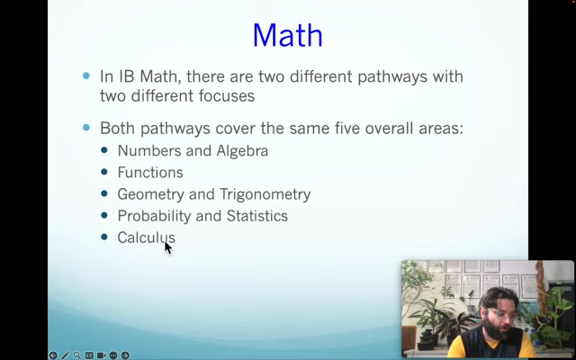 Math
In IB Math, there are two different pathways with
two different focuses
Both pathways cover the same five overall areas:
Numbers and Algebra
Functions
Geometry and Trigonometry
Probability and Statistics
Calculus